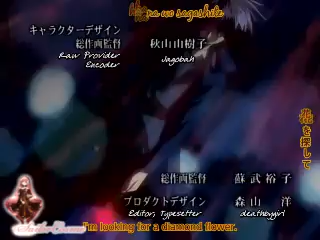 wo sagashite
キャラクターデザイン
総作画監督 秋山由樹子
Raw Provider
Encoder Jagobah
を探して
総作画監督 蘇武裕子
プロダクトデザイン 森山 洋
Editor, Typesetter deathbygirl
I'm looking for a diamond flower.